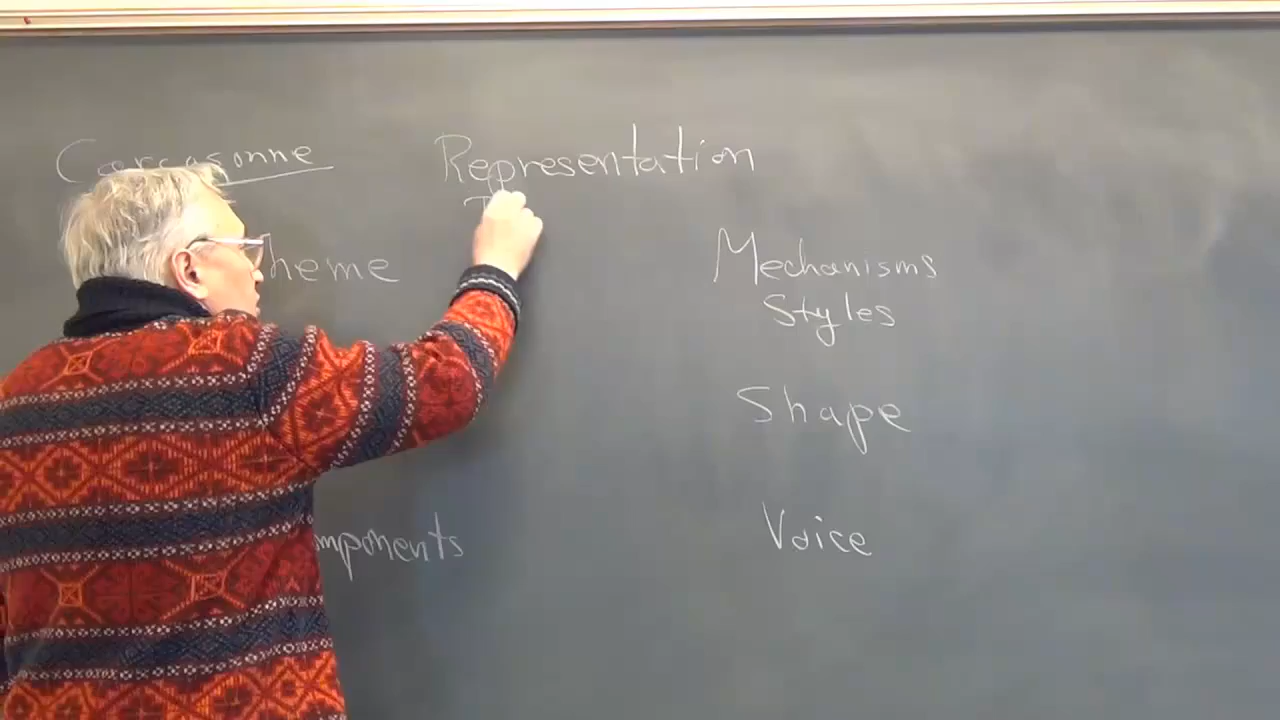 Carcasonne
Representation
heme
Mechanisms
Styles
Shape
mponents
Voice